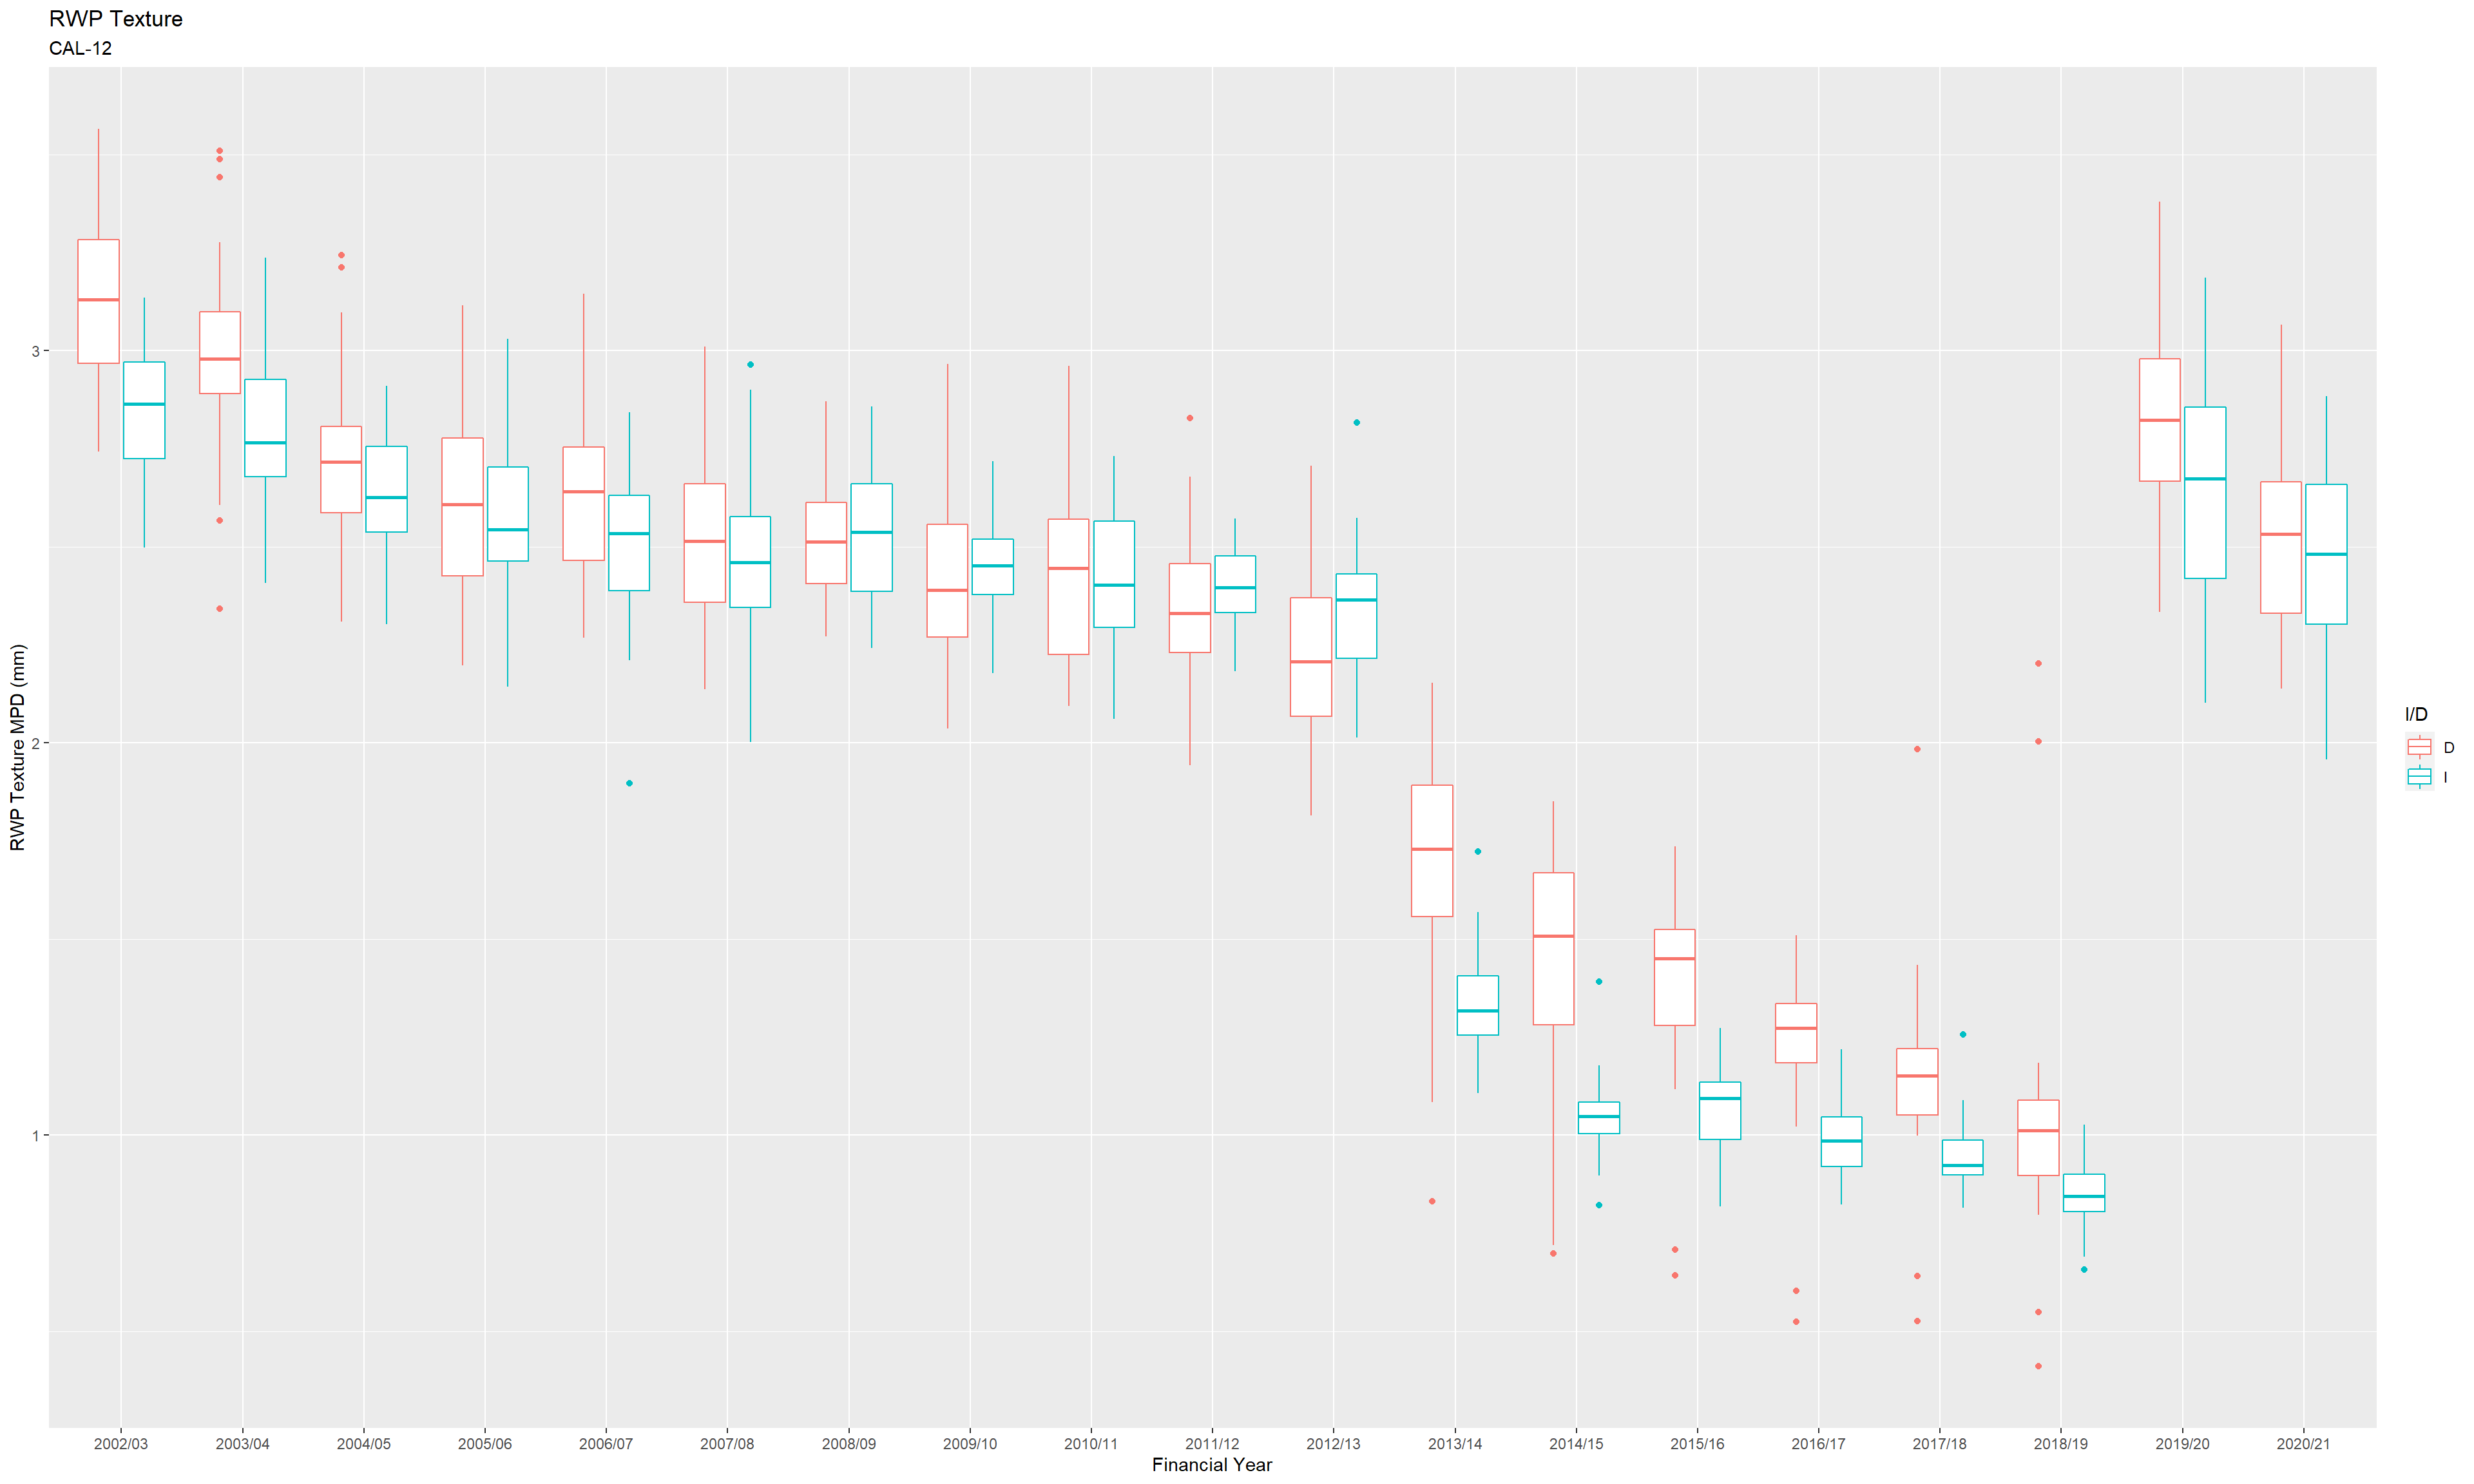 RWP Texture
CAL-12
RWP Texture MPD (mm)
3
2
1
2002/03 2003/04 2004/05 2005/06 2006/07 2007/08 2008/09 2009/10 2010/11 2011/12 2012/13 2013/14 2014/15 2015/16 2016/17 2017/18 2018/19 2019/20 2020/21
Financial Year
I/D
D
I